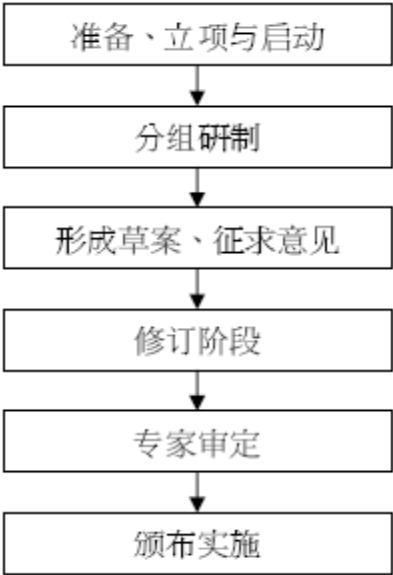 准备、立项与启动
分组研制
形成草案、征求意见
修订阶段
专家审定
颁布实施